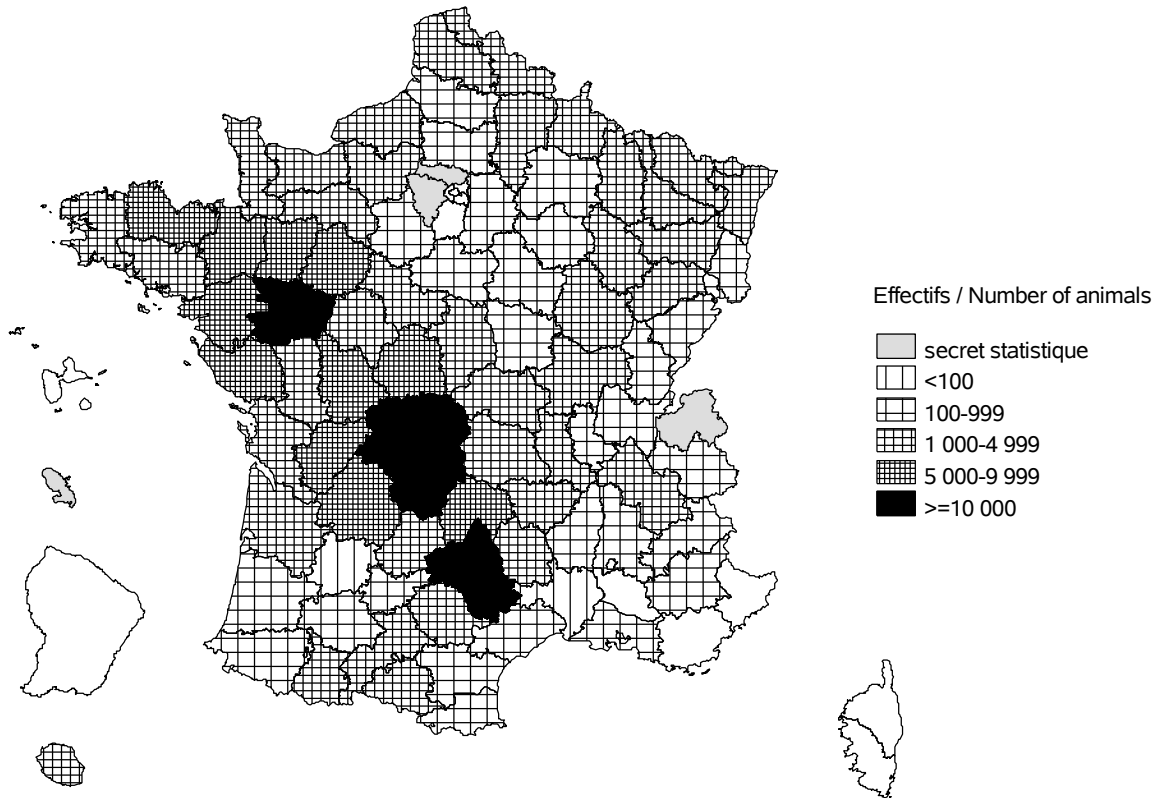 Effectifs / Number of animals
secret statistique
<100
100-999
1 000-4 999
5 000-9 999
>=10 000